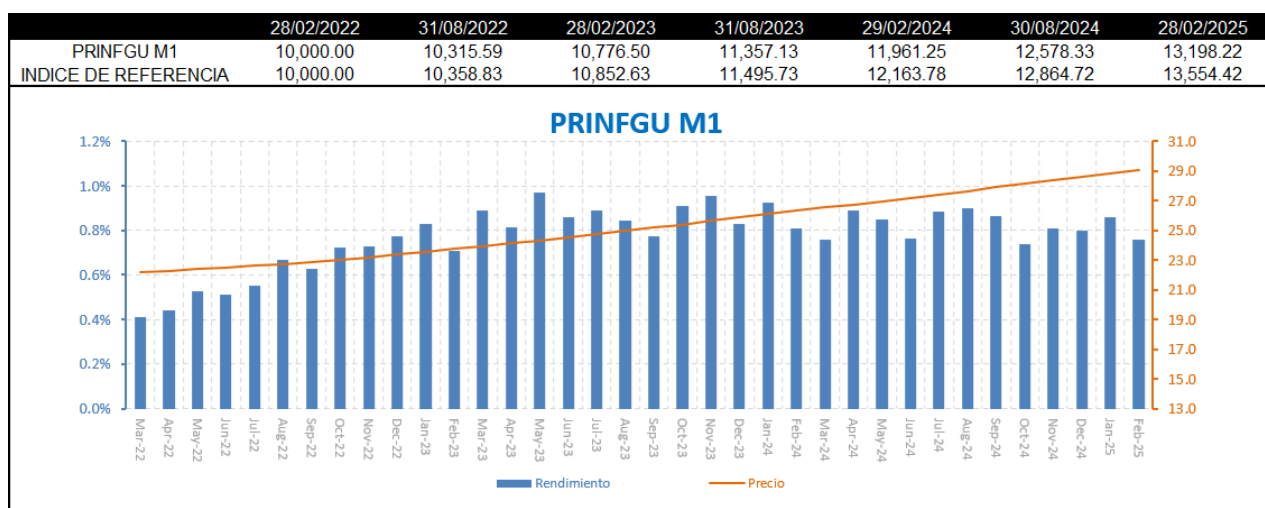 28/02/2022 31/08/2022 28/02/2023 31/08/2023 29/02/2024 30/08/2024 28/02/2025
PRINFGU M1 10,000.00 10,315.59 10,776.50 11,357.13 11,961.25 12,578.33 13,198.22
INDICE DE REFERENCIA 10,000.00 10,358.83 10,852.63 11,495.73 12,163.78 12,864.72 13,554.42
PRINFGU M1
1.2% 31.0
29.0
1.0% 27.0
0.8% 25.0
23.0
0.6% 21.0
0.4% 19.0
17.0
0.2% 15.0
0.0% 13.0
Mar-22 Apr-22 May-22 Jun-22 Jul-22 Aug-22 Sep-22 Oct-22 Nov-22 Dec-22 Jan-23 Feb-23 Mar-23 Apr-23 May-23 Jun-23 Jul-23 Aug-23 Sep-23 Oct-23 Nov-23 Dec-23 Jan-24 Feb-24 Mar-24 Apr-24 May-24 Jun-24 Jul-24 Aug-24 Sep-24 Oct-24 Nov-24 Dec-24 Jan-25 Feb-25
Rendimiento Precio